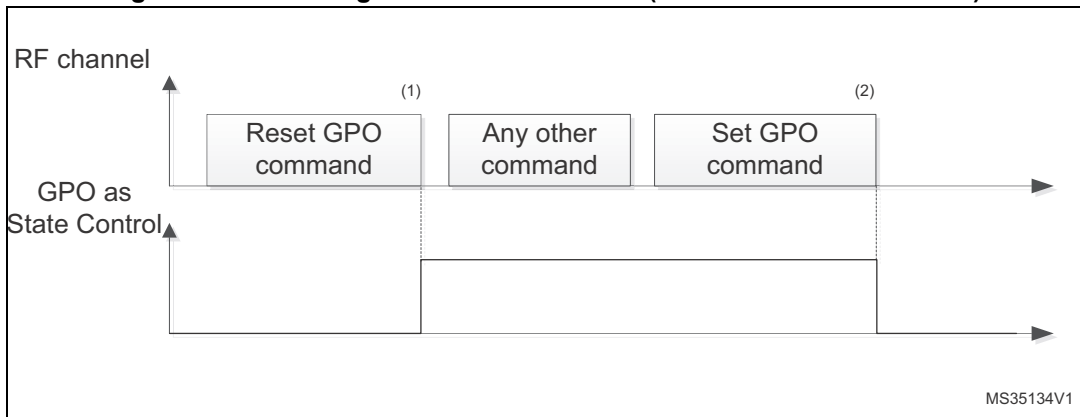 RF channel
(1)
(2)
Reset GPO
command
Any other
command
Set GPO
command
GPO as
State Control
MS35134V1